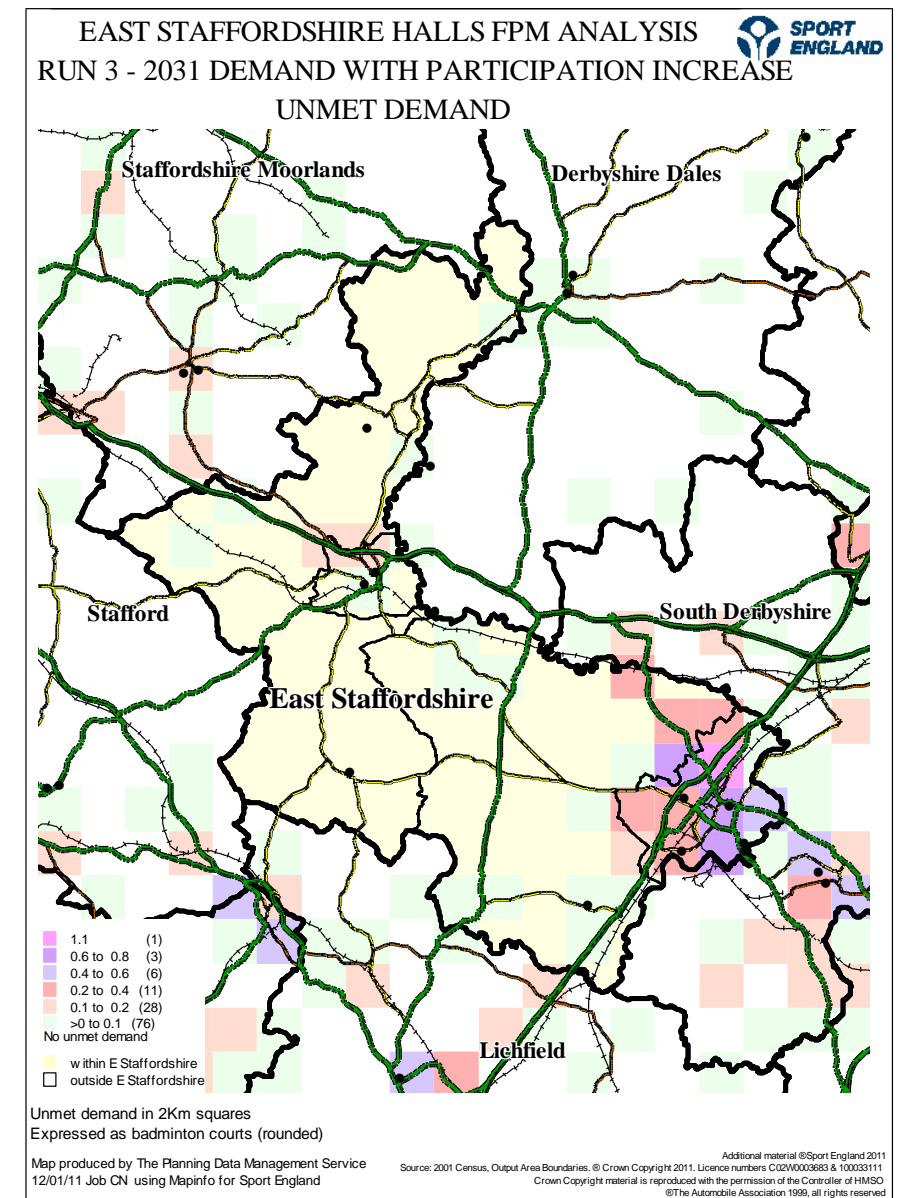 EAST STAFFORDSHIRE HALLS FPM ANALYSIS
RUN 3 - 2031 DEMAND WITH PARTICIPATION INCREASE
UNMET DEMAND
SPORT
ENGLAND
Staffordshire Moorlands
Derbyshire Dales
Stafford
South Derbyshire
East Staffordshire
Lichfield
1.1 (1)
0.6 to 0.8 (3)
0.4 to 0.6 (6)
0.2 to 0.4 (11)
0.1 to 0.2 (28)
>0 to 0.1 (76)
No unmet demand
within E Staffordshire
outside E Staffordshire
Unmet demand in 2Km squares
Expressed as badminton courts (rounded)
Map produced by The Planning Data Management Service
12/01/11 Job CN using Mapinfo for Sport England
Additional material ®Sport England 2011
Source: 2001 Census, Output Area Boundaries. ® Crown Copyright 2011. Licence numbers C02W0003683 & 100033111
Crown Copyright material is reproduced with the permission of the Controller of HMSO
®The Automobile Association 1999, all rights reserved